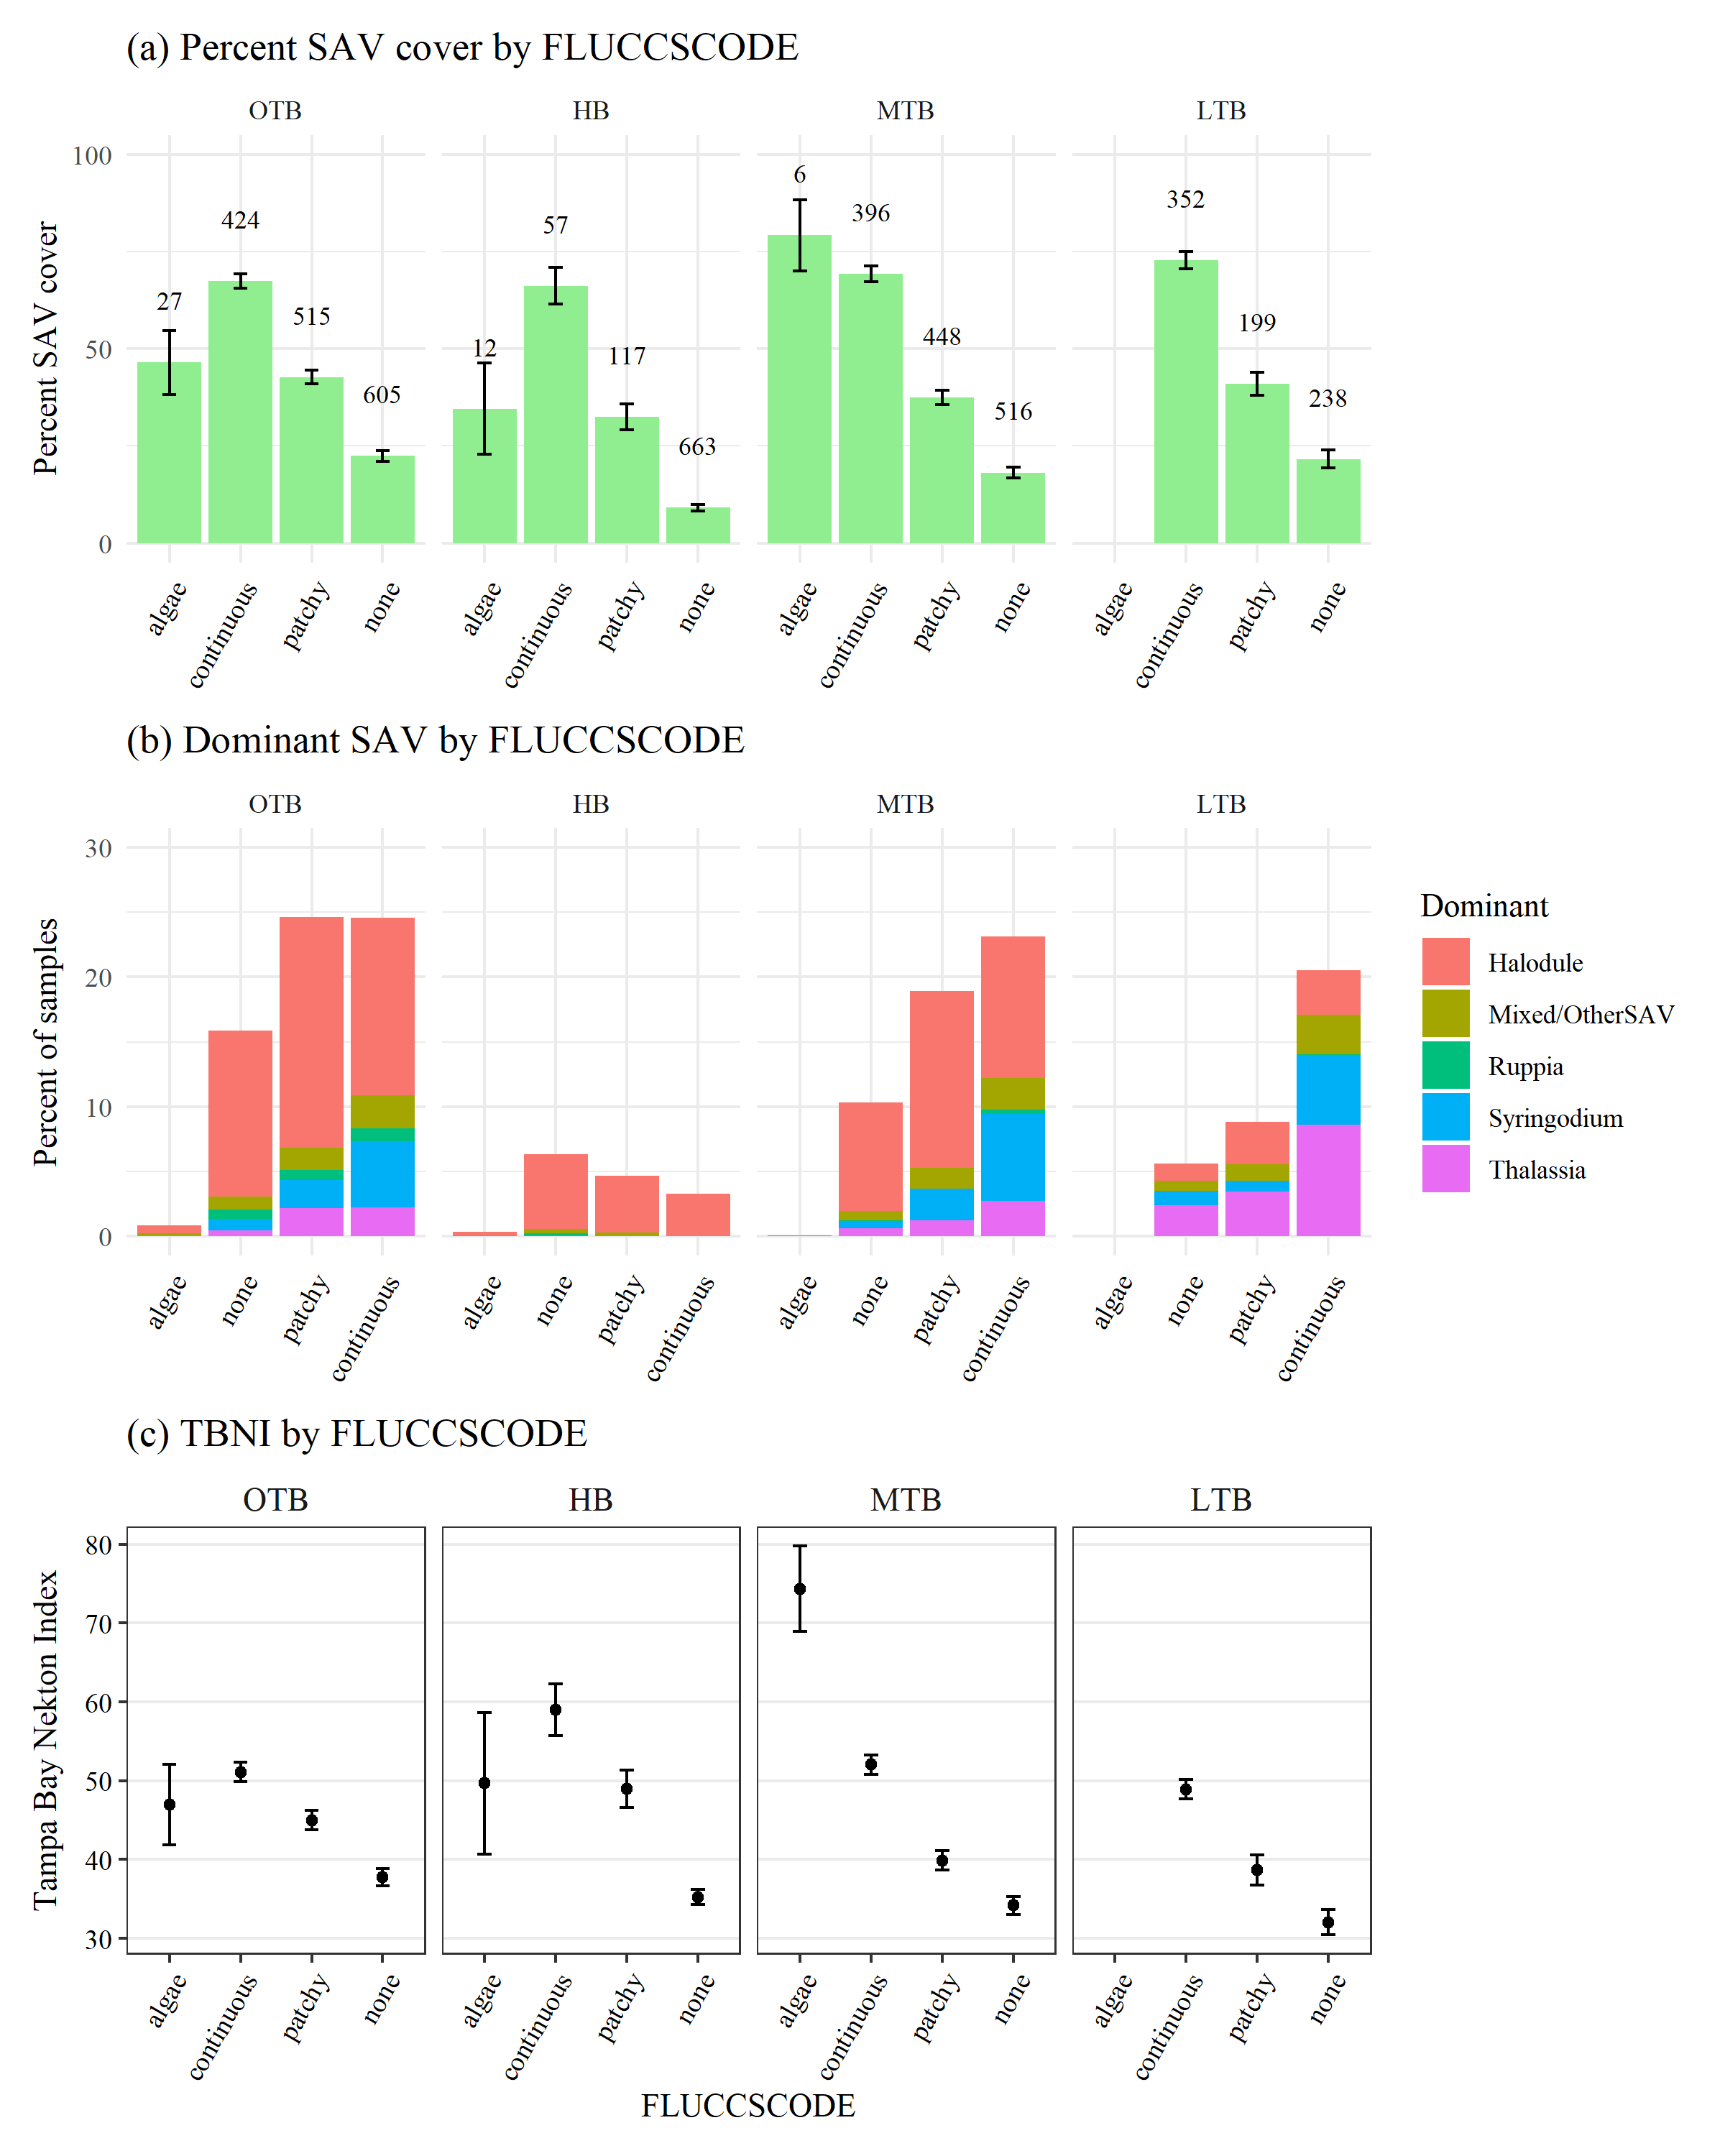 (a) Percent SAV cover by FLUCCSCODE
OTB HB MTB LTB
Percent SAV cover
100
50
0
27 424 515 605
12 57 117 663
6 396 448 516
352 199 238
algae continuous patchy none algae continuous patchy none algae continuous patchy none algae continuous patchy none
(b) Dominant SAV by FLUCCSCODE
OTB HB MTB LTB
Percent of samples
30
20
10
0
algae none patchy continuous algae none patchy continuous algae none patchy continuous algae none patchy continuous
Dominant
Halodule
Mixed/OtherSAV
Ruppia
Syringodium
Thalassia
(c) TBNI by FLUCCSCODE
OTB HB MTB LTB
Tampa Bay Nekton Index
80
70
60
50
40
30
algae continuous patchy none algae continuous patchy none algae continuous patchy none algae continuous patchy none
FLUCCSCODE